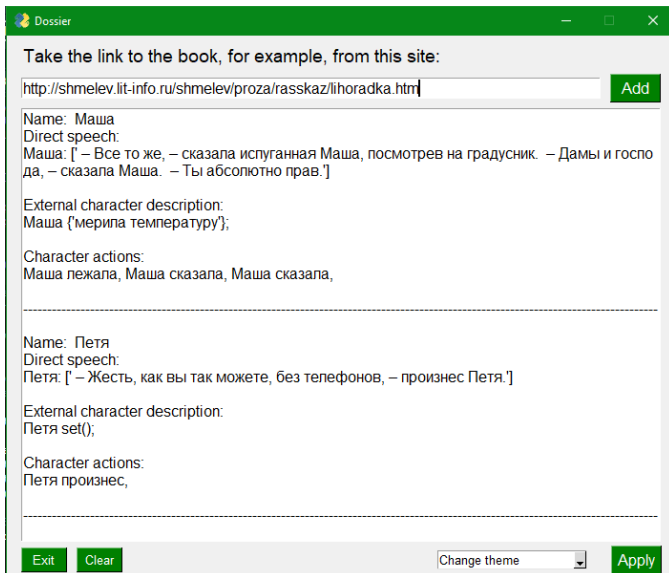 Dossier
Take the link to the book, for example, from this site:
http://shmelev.lit-info.ru/shmelev/proza/rasskaz/lihoradka.htm
Add
Name:  Маша
Direct speech:
Маша: [' – Все то же, – сказала испуганная Маша, посмотрев на градусник.  – Дамы и госпо
да, – сказала Маша.  – Ты абсолютно прав.']
External character description:
Маша {'мерила температуру'};
Character actions:
Маша лежала, Маша сказала, Маша сказала,
--------------------------------------------------------------------------------
Name:  Петя
Direct speech:
Петя: [' – Жесть, как вы так можете, без телефонов, – произнес Петя.']
External character description:
Петя set();
Character actions:
Петя произнес,
--------------------------------------------------------------------------------
Exit
Clear
Change theme
Apply